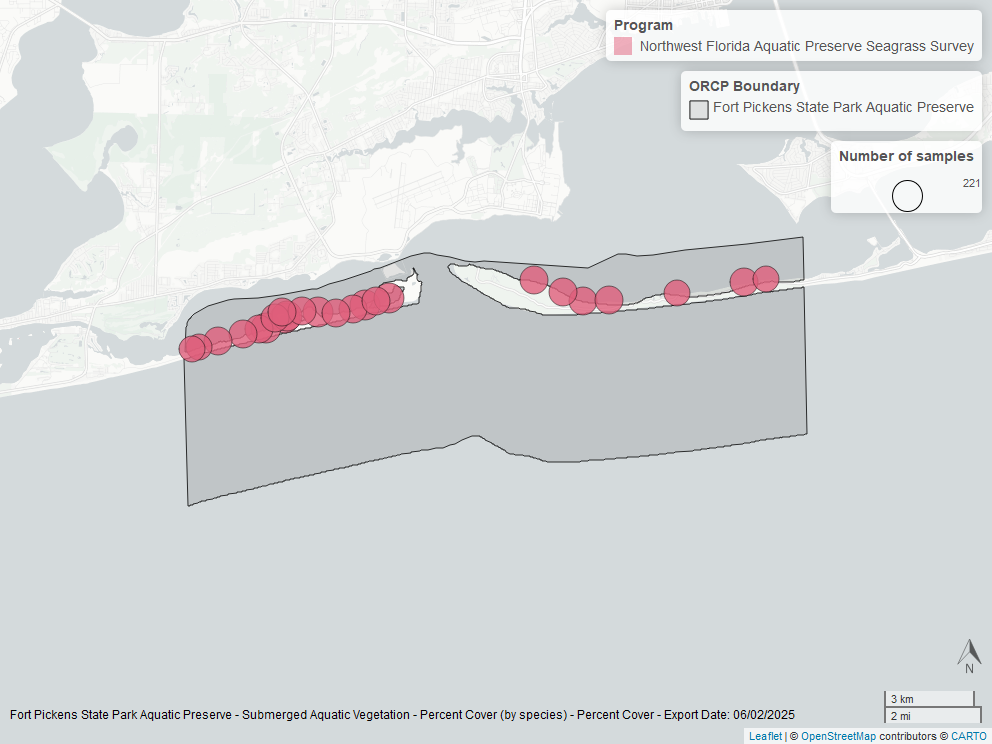 Program
Northwest Florida Aquatic Preserve Seagrass Survey
ORCP Boundary
Fort Pickens State Park Aquatic Preserve
Number of samples
221
N
3 km
2 mi
Fort Pickens State Park Aquatic Preserve - Submerged Aquatic Vegetation - Percent Cover (by species) - Percent Cover - Export Date: 06/02/2025
Leaflet | © OpenStreetMap contributors © CARTO